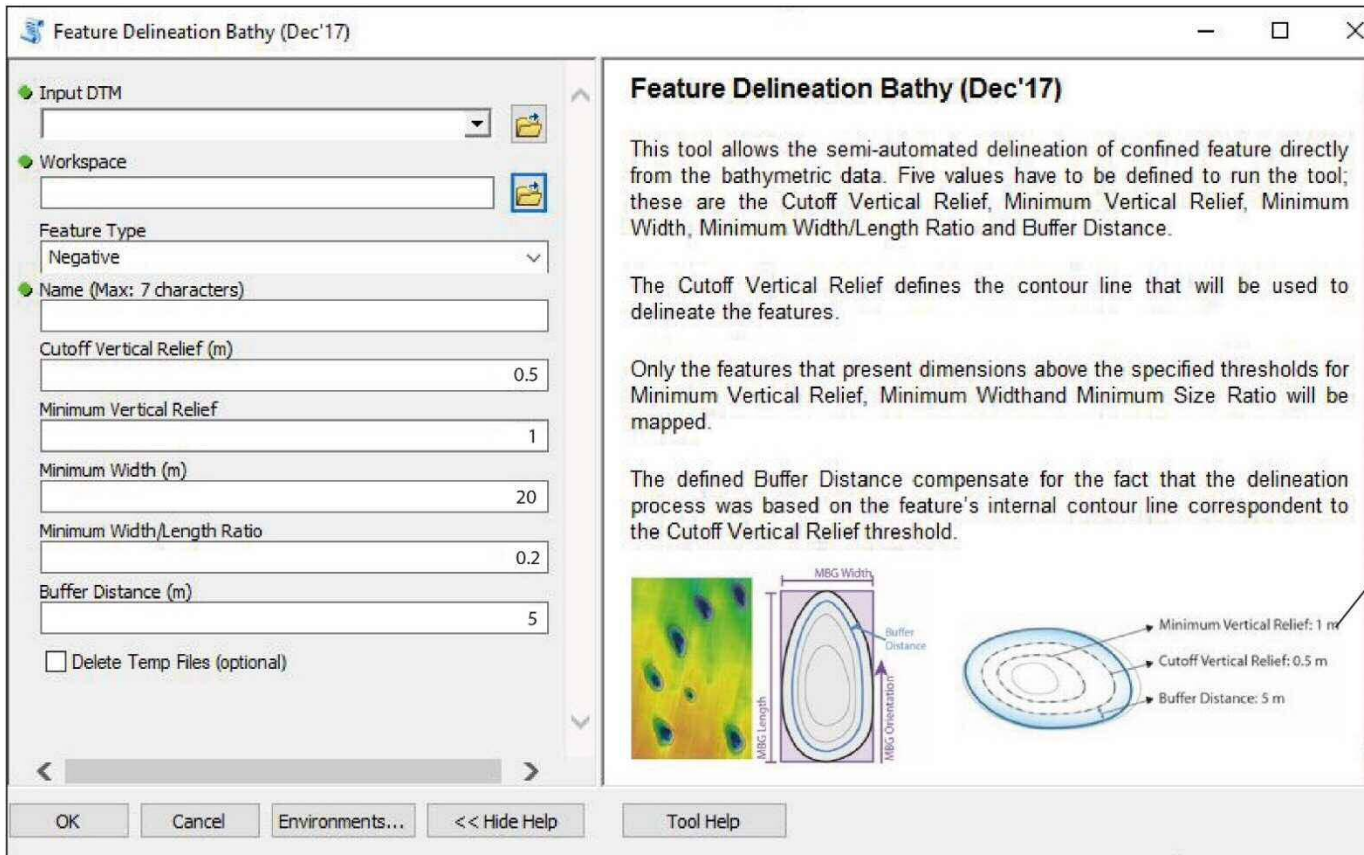 Feature Delineation Bathy (Dec'17)
Input DTM
Workspace
Feature Type
Negative
Name (Max: 7 characters)
Cutoff Vertical Relief (m)
0.5
Minimum Vertical Relief
1
Minimum Width (m)
20
Minimum Width/Length Ratio
0.2
Buffer Distance (m)
5
Delete Temp Files (optional)
Feature Delineation Bathy (Dec'17)
This tool allows the semi-automated delineation of confined feature directly
from the bathymetric data. Five values have to be defined to run the tool;
these are the Cutoff Vertical Relief, Minimum Vertical Relief, Minimum
Width, Minimum Width/Length Ratio and Buffer Distance.
The Cutoff Vertical Relief defines the contour line that will be used to
delineate the features.
Only the features that present dimensions above the specified thresholds for
Minimum Vertical Relief, Minimum Widthand Minimum Size Ratio will be
mapped.
The defined Buffer Distance compensate for the fact that the delineation
process was based on the feature's internal contour line correspondent to
the Cutoff Vertical Relief threshold.
MBG Width
MBG Length
Buffer
Distance
MBG Orientation
Minimum Vertical Relief: 1 m
Cutoff Vertical Relief: 0.5 m
Buffer Distance: 5 m
OK
Cancel
Environments...
<< Hide Help
Tool Help